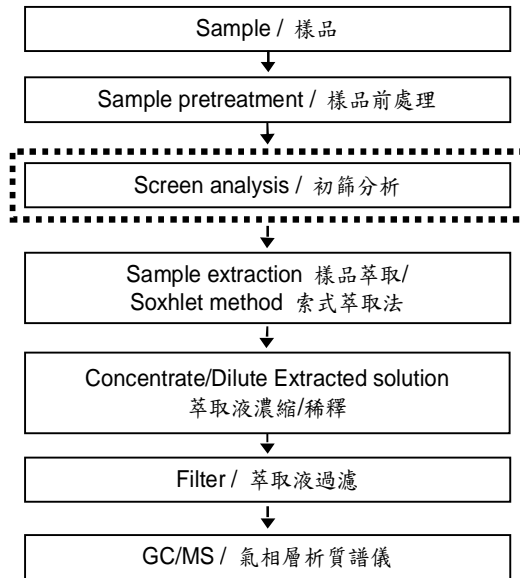 Sample / 樣品
Sample pretreatment / 樣品前處理
Screen analysis / 初篩分析
Sample extraction 樣品萃取/
Soxhlet method 索式萃取法
Concentrate/Dilute Extracted solution
萃取液濃縮/稀釋
Filter / 萃取液過濾
GC/MS / 氣相層析質譜儀